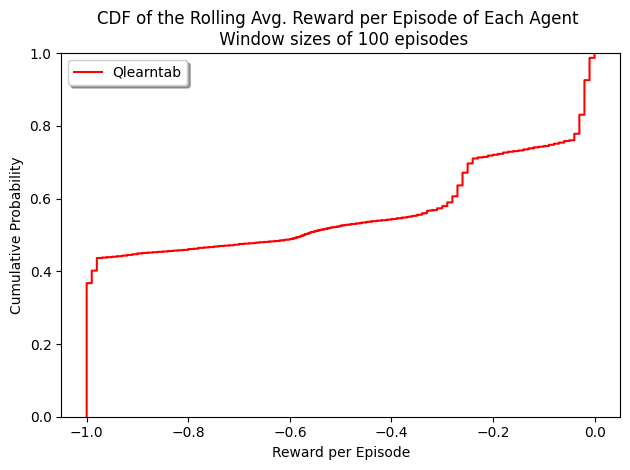 CDF of the Rolling Avg. Reward per Episode of Each Agent
Window sizes of 100 episodes
Qlearntab
1.0
0.8
0.6
0.4
0.2
0.0
Cumulative Probability
−1.0 −0.8 −0.6 −0.4 −0.2 0.0
Reward per Episode